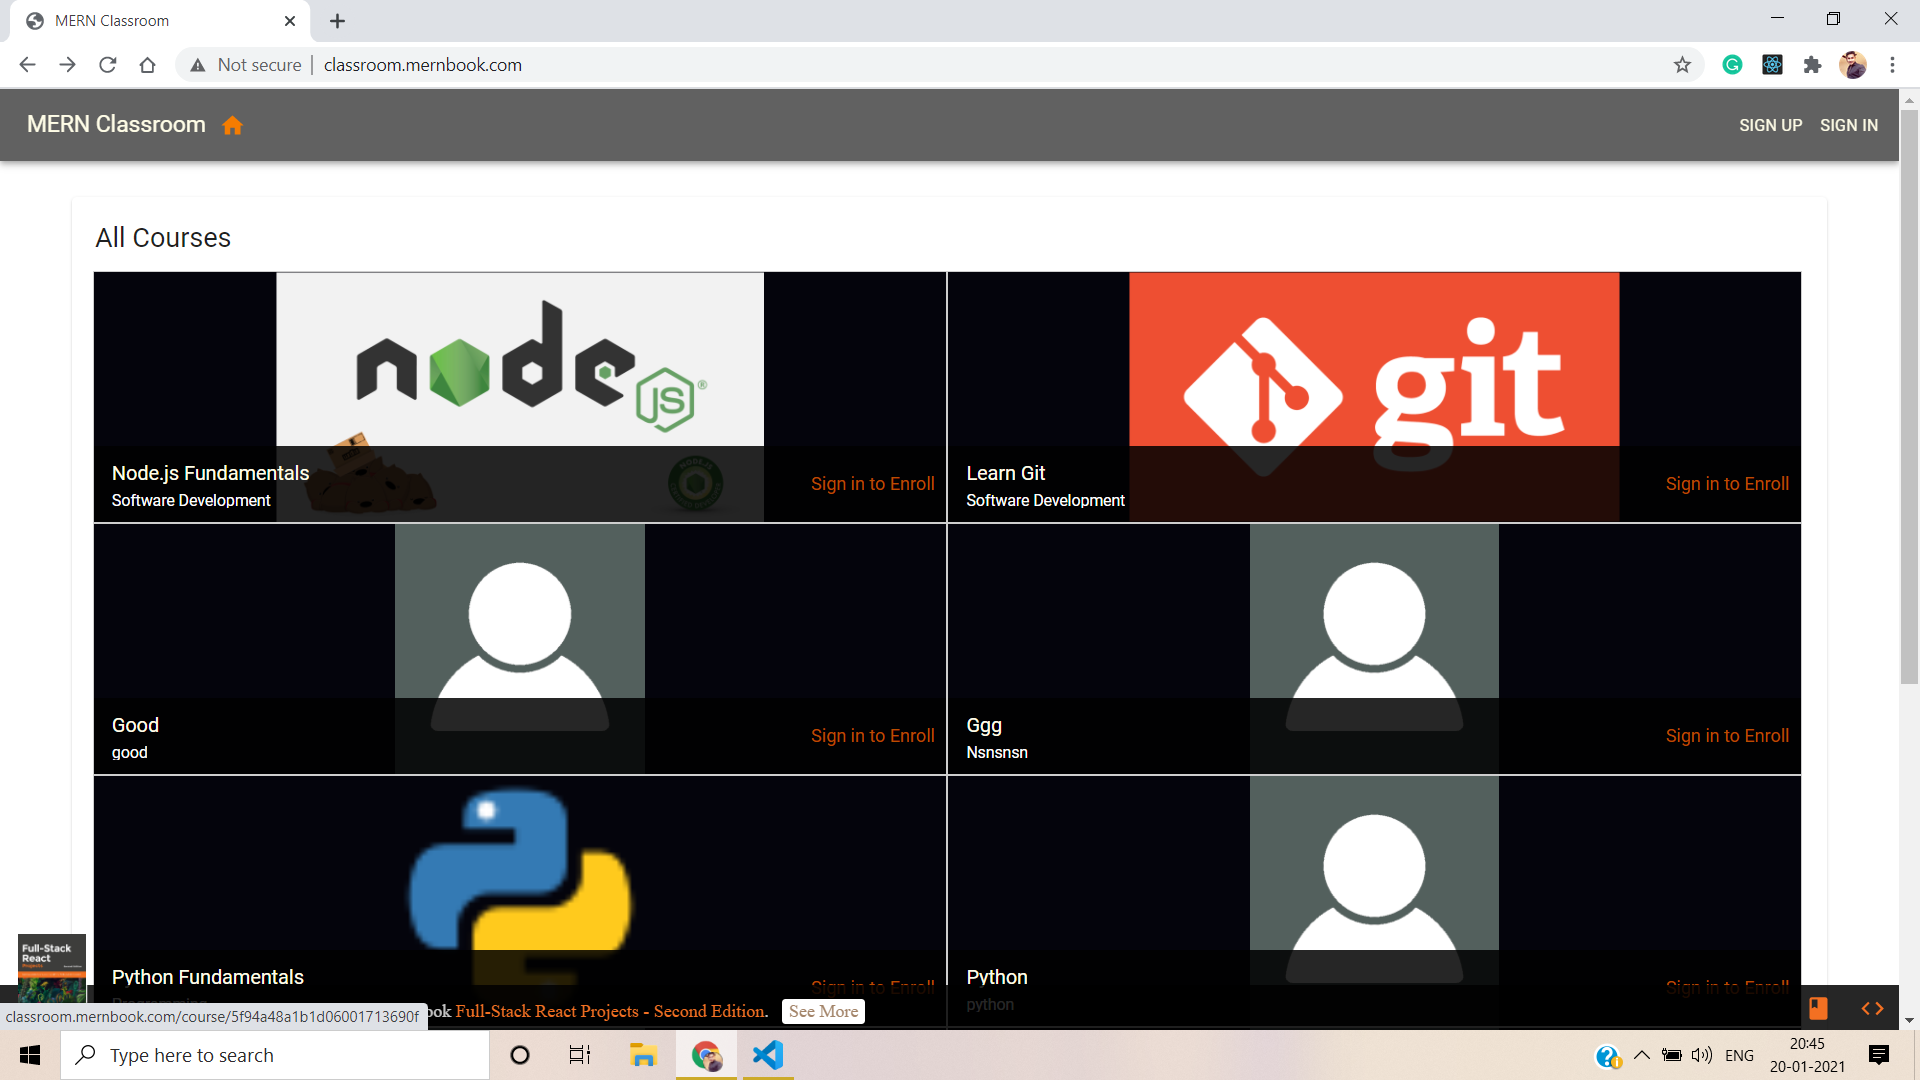 MERN Classroom
Not secure
classroom.mernbook.com
MERN Classroom
SIGN UP
SIGN IN
All Courses
node
JS
®
Node.js Fundamentals
Software Development
Sign in to Enroll
git
Learn Git
Software Development
Sign in to Enroll
Good
good
Sign in to Enroll
Ggg
Nsnsnsn
Sign in to Enroll
Python Fundamentals
Programming
Sign in to Enroll
Python
python
Sign in to Enroll
Full-Stack
React
Projects
classroom.mernbook.com/course/5f94a48a1b1d06001713690f
ook Full-Stack React Projects - Second Edition.
See More
Type here to search
ENG
20:45
20-01-2021